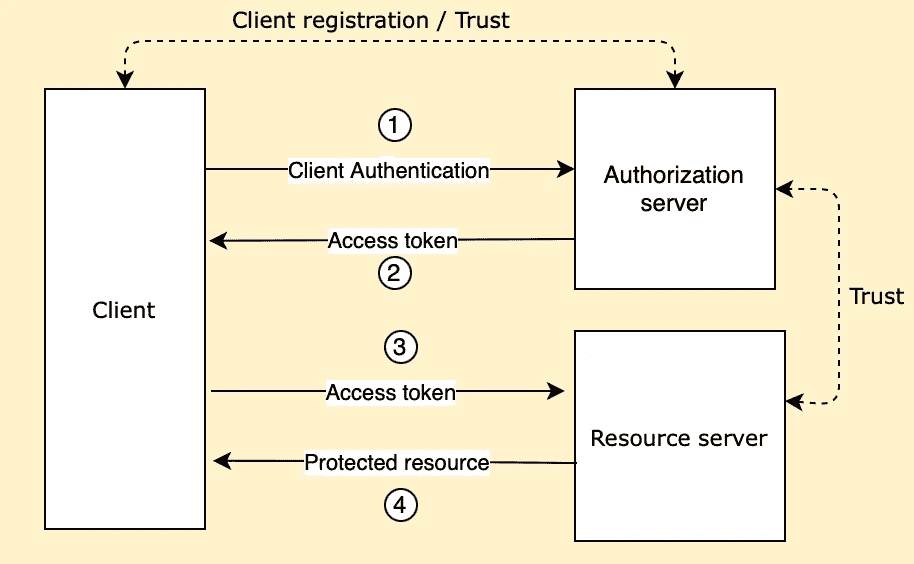 Client registration / Trust
1
Client Authentication
Authorization
server
Access token
2
Trust
Client
3
Access token
Resource server
Protected resource
4